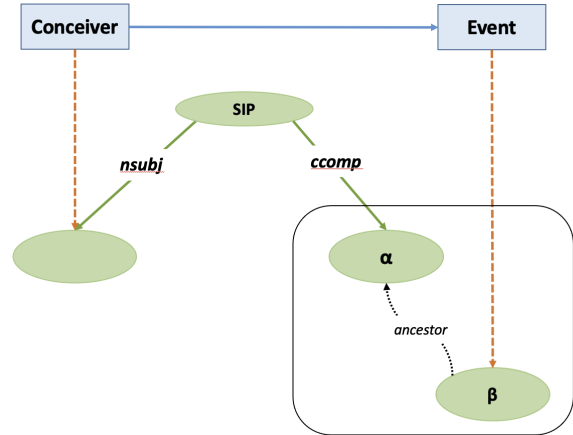 Conceiver
Event
SIP
nsubj
ccomp
α
ancestor
β